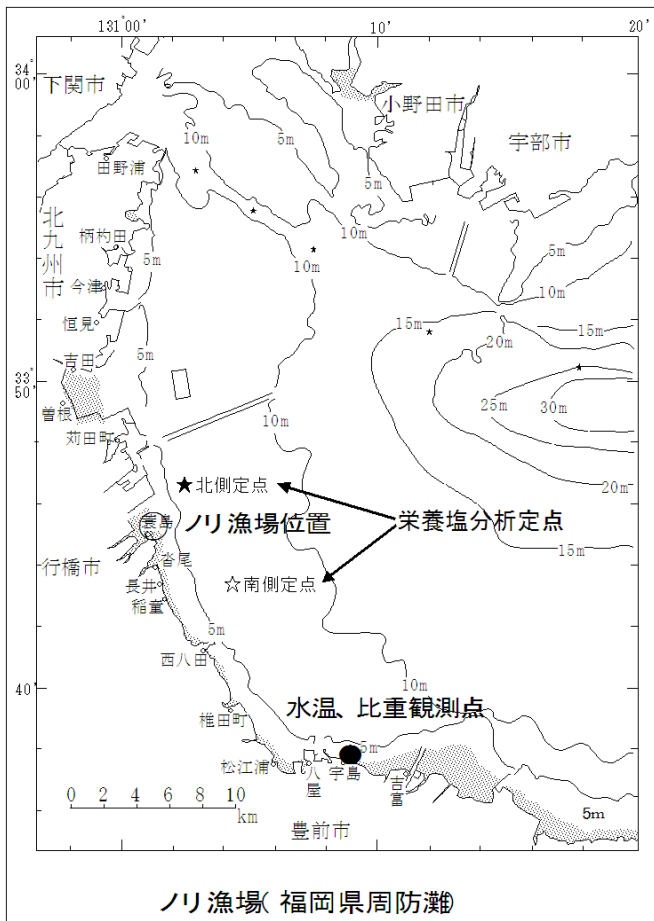 131°00′
10′
20′
34°
00′
下関市
小野田市
宇部市
5m
10m
田野浦
5m
北九州市
柄杓田
5m
10m
10m
5m
10m
今津
恒見
15m
20m
15m
吉田
5m
33°
50′
曽根
25m
30m
苅田町
10m
20m
★北側定点
栄養塩分析定点
ノリ漁場位置
蓑島
15m
行橋市
沓尾
長井
☆南側定点
稲童
5m
西八田
40′
10m
水温、比重観測点
椎田町
5m
松江浦
八屋
宇島
吉富
0 2 4 6 8 10
km
5m
豊前市
ノリ漁場(福岡県周防灘)